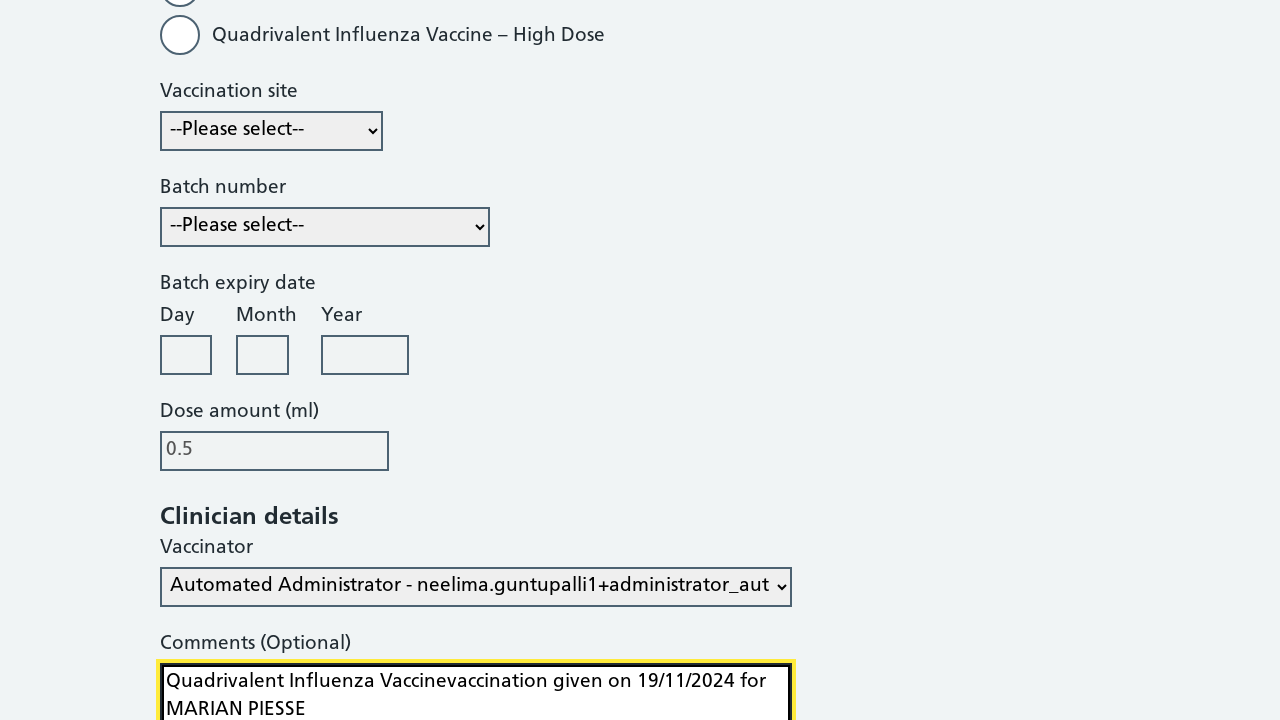 Quadrivalent Influenza Vaccine – High Dose
Vaccination site
--Please select--
Batch number
--Please select--
Batch expiry date
Day Month Year
Dose amount (ml)
0.5
Clinician details
Vaccinator
Automated Administrator - neelima.guntupalli1+administrator_aut
Comments (Optional)
Quadrivalent Influenza Vaccinevaccination given on 19/11/2024 for
MARIAN PIESSE